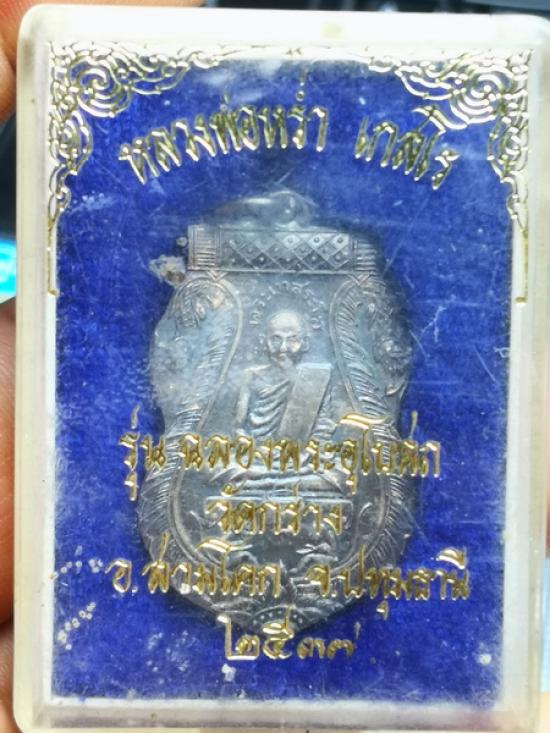 หลวงพ่อหร่ำ เกสโร
รุ่น ฉลองพระอุโบสถ
วัดกร่าง
อ.สามโคก จ.ปทุมธานี
๒๕๓๗